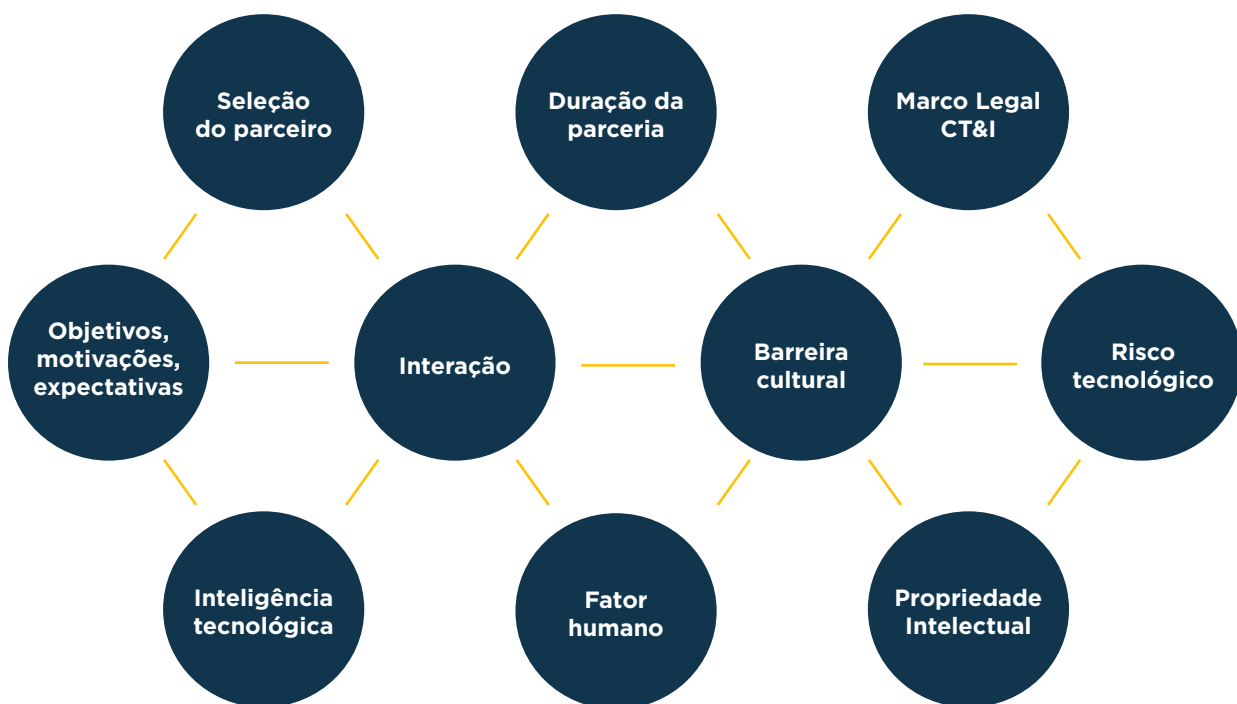 Seleção
do parceiro
Duração da
parceria
Marco Legal
CT&I
Objetivos,
motivações,
expectativas
Interação
Barreira
cultural
Risco
tecnológico
Inteligência
tecnológica
Fator
humano
Propriedade
Intelectual